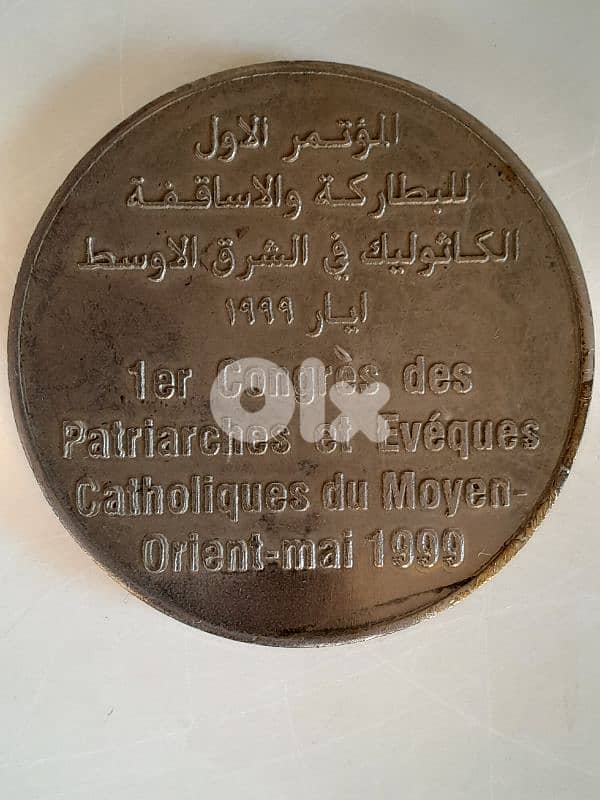 المؤتمر الاول
للبطاركة والاساقفة
الكاثوليك في الشرق الاوسط
ايار ١٩٩٩
1er Congrès des
Patriarches et Evéques
Catholiques du Moyen-
Orient-mai 1999
olx